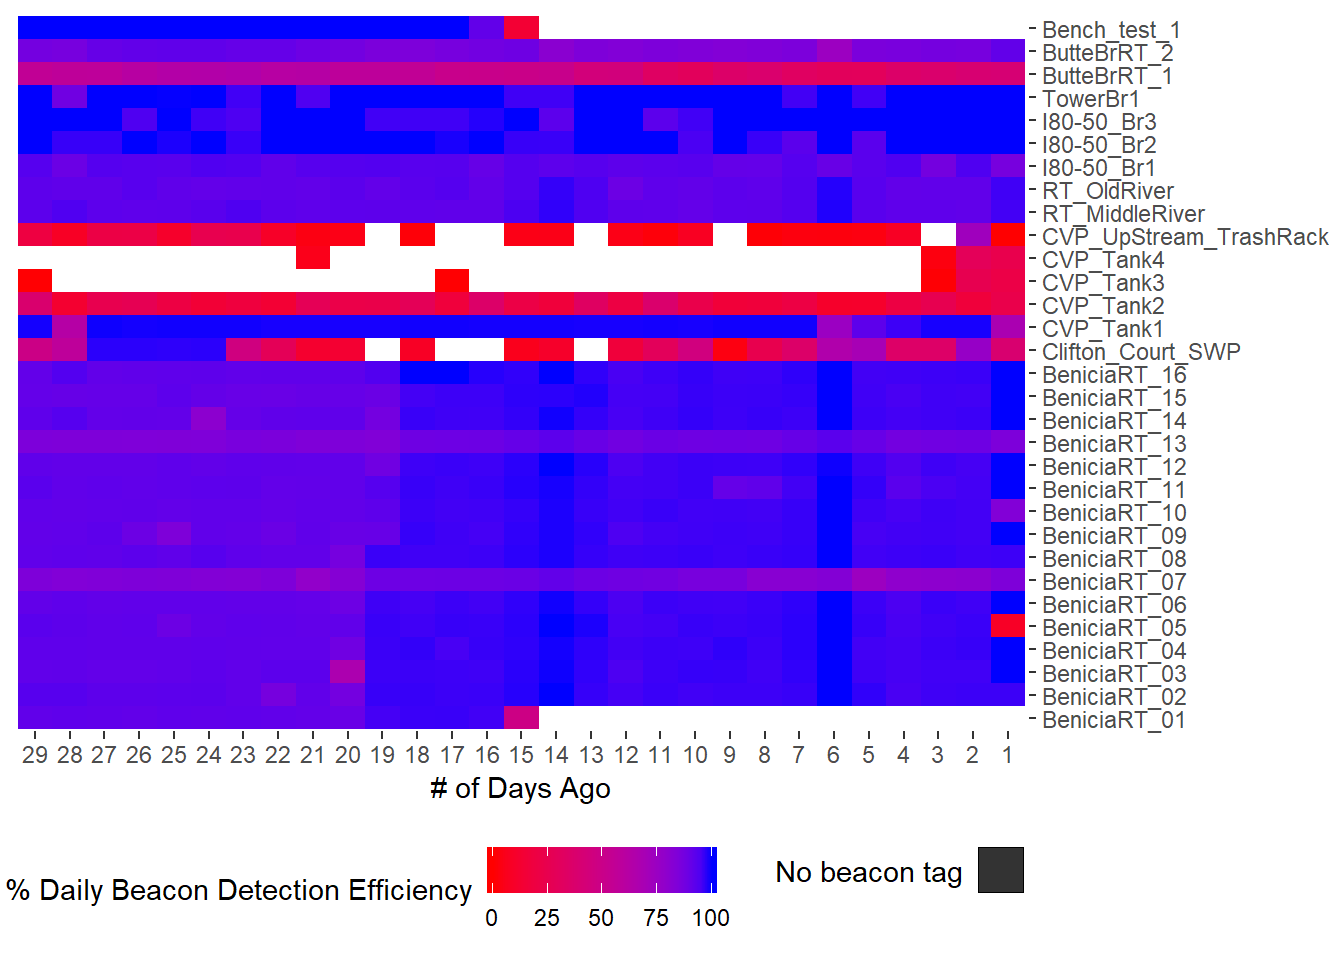 Bench_test_1
ButteBrRT_2
ButteBrRT_1
TowerBr1
I80-50_Br3
I80-50_Br2
I80-50_Br1
RT_OldRiver
RT_MiddleRiver
CVP_UpStream_TrashRack
CVP_Tank4
CVP_Tank3
CVP_Tank2
CVP_Tank1
Clifton_Court_SWP
BeniciaRT_16
BeniciaRT_15
BeniciaRT_14
BeniciaRT_13
BeniciaRT_12
BeniciaRT_11
BeniciaRT_10
BeniciaRT_09
BeniciaRT_08
BeniciaRT_07
BeniciaRT_06
BeniciaRT_05
BeniciaRT_04
BeniciaRT_03
BeniciaRT_02
BeniciaRT_01
29 28 27 26 25 24 23 22 21 20 19 18 17 16 15 14 13 12 11 10 9 8 7 6 5 4 3 2 1
# of Days Ago
% Daily Beacon Detection Efficiency
0 25 50 75 100
No beacon tag